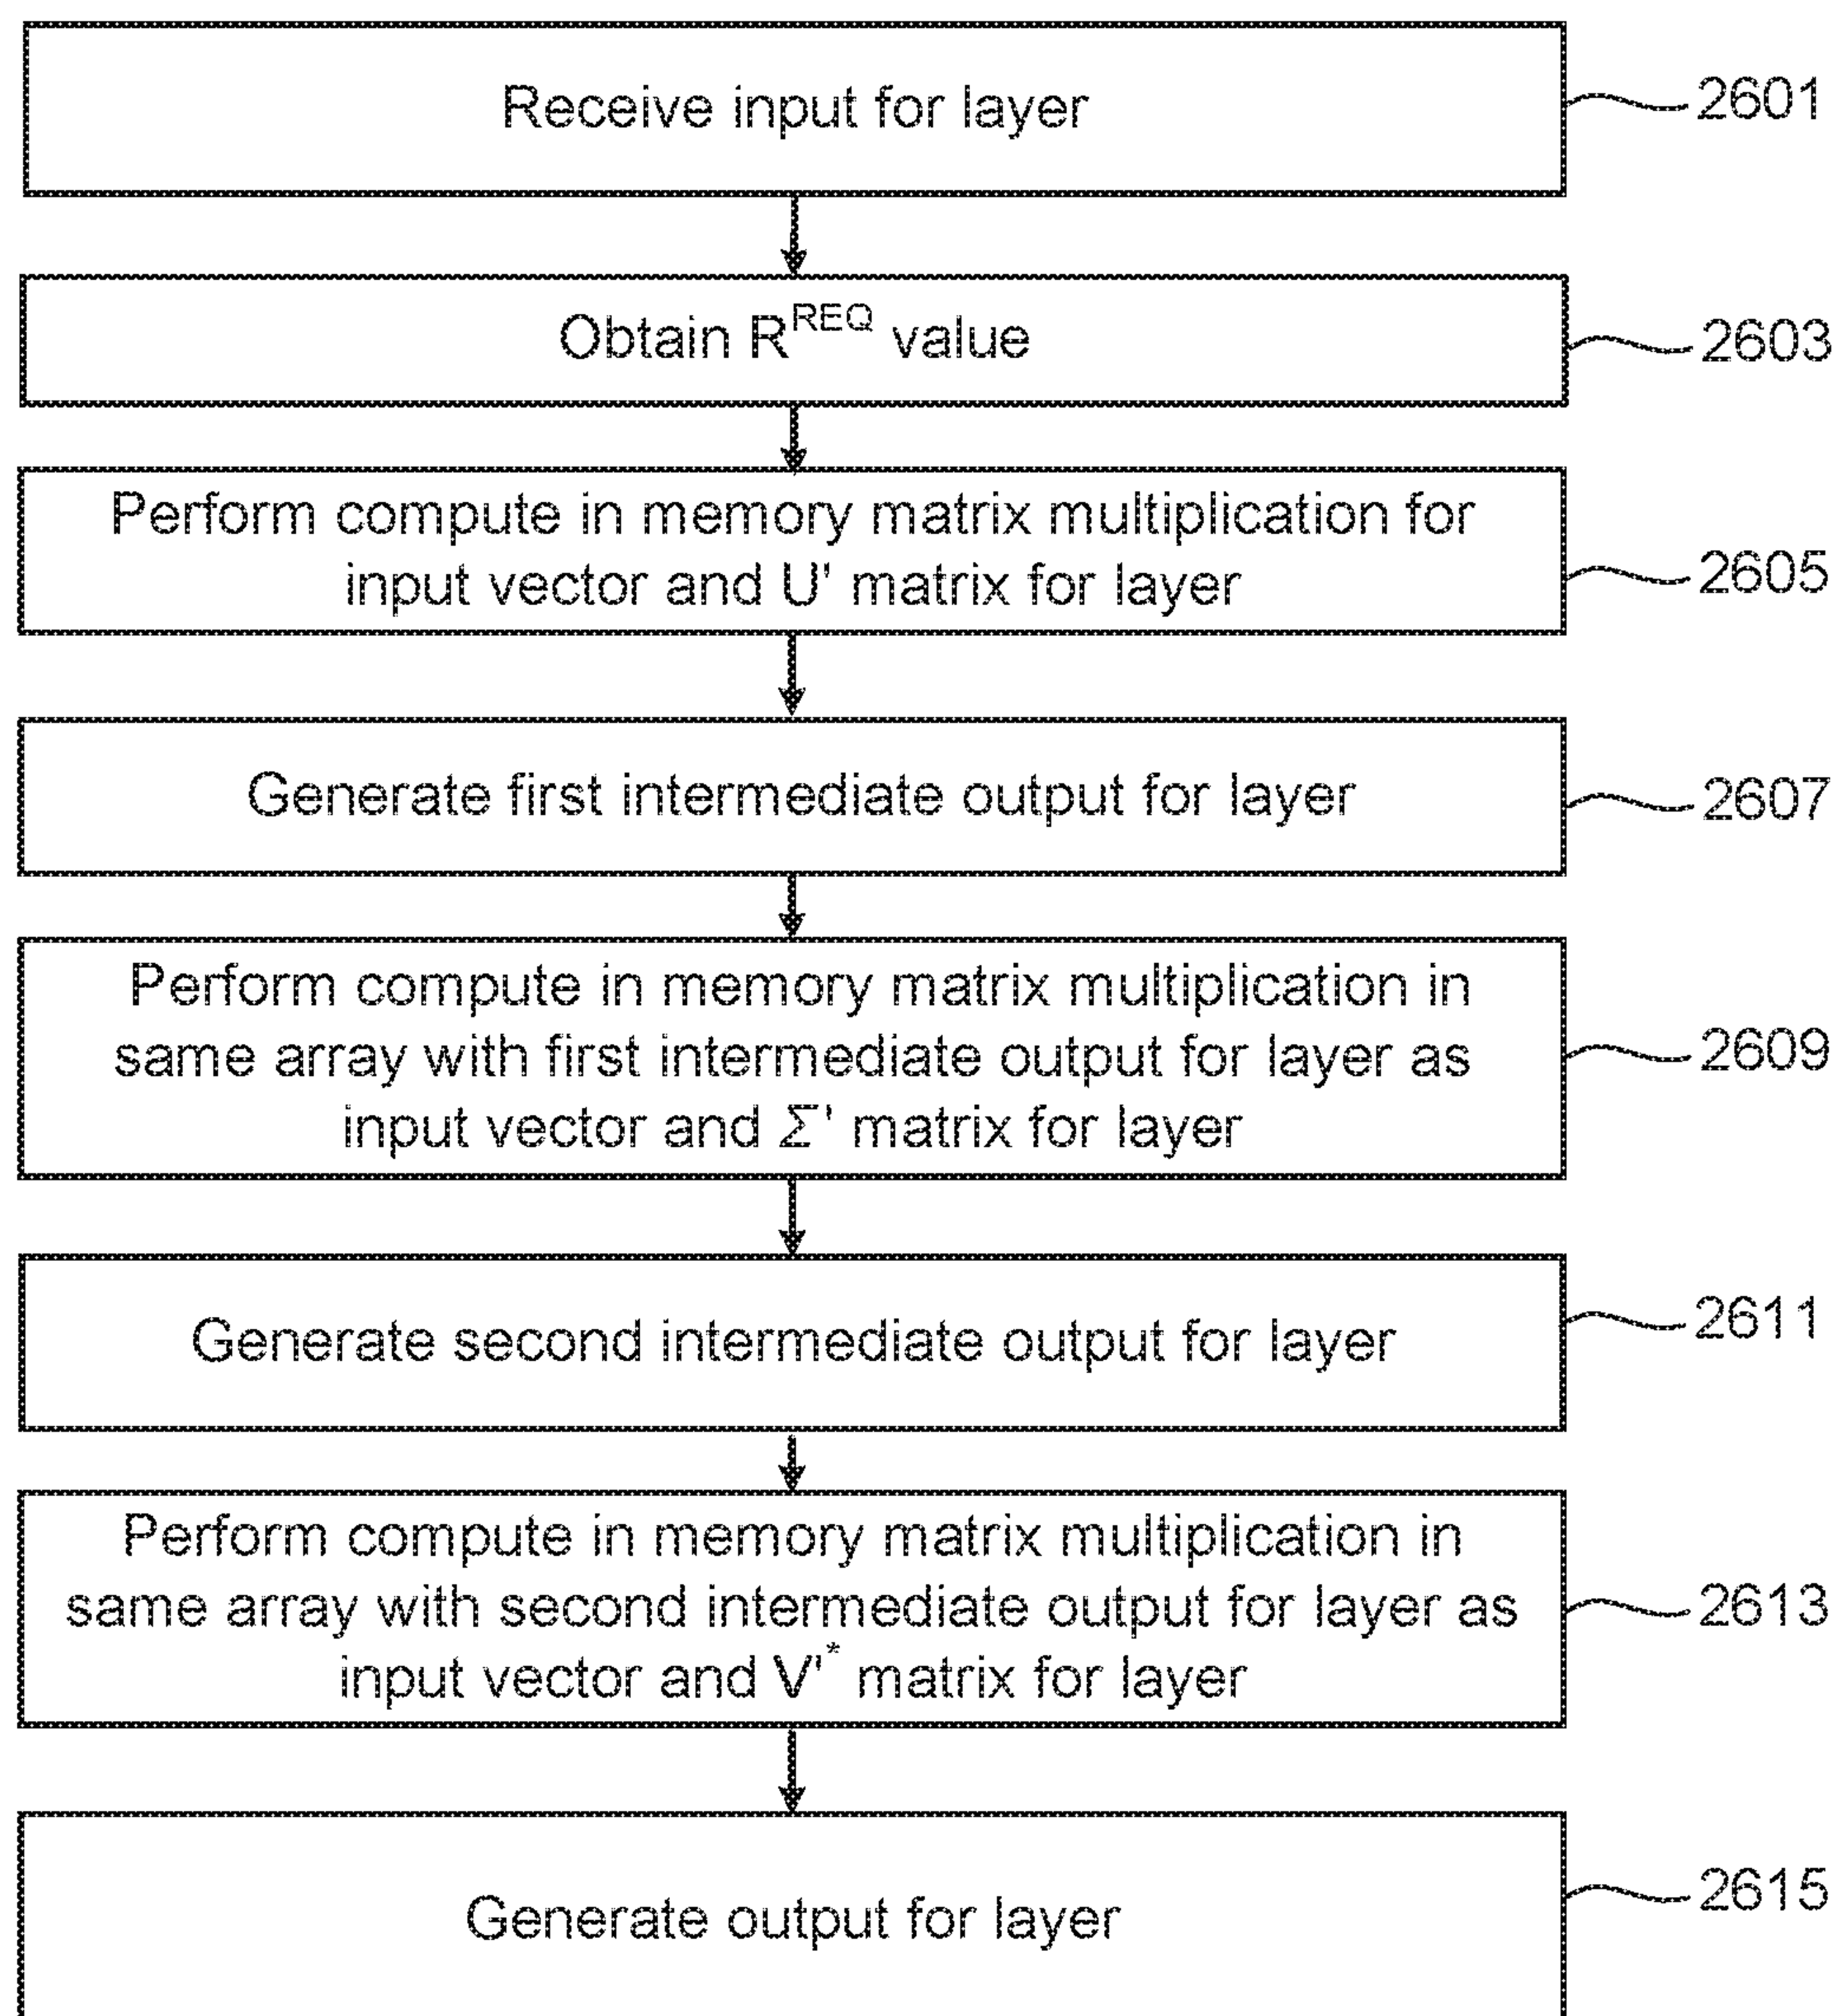 Receive input for layer
2601
Obtain R^REQ value
2603
Perform compute in memory matrix multiplication for
input vector and U' matrix for layer
2605
Generate first intermediate output for layer
2607
Perform compute in memory matrix multiplication in
same array with first intermediate output for layer as
input vector and Σ' matrix for layer
2609
Generate second intermediate output for layer
2611
Perform compute in memory matrix multiplication in
same array with second intermediate output for layer as
input vector and V'* matrix for layer
2613
Generate output for layer
2615